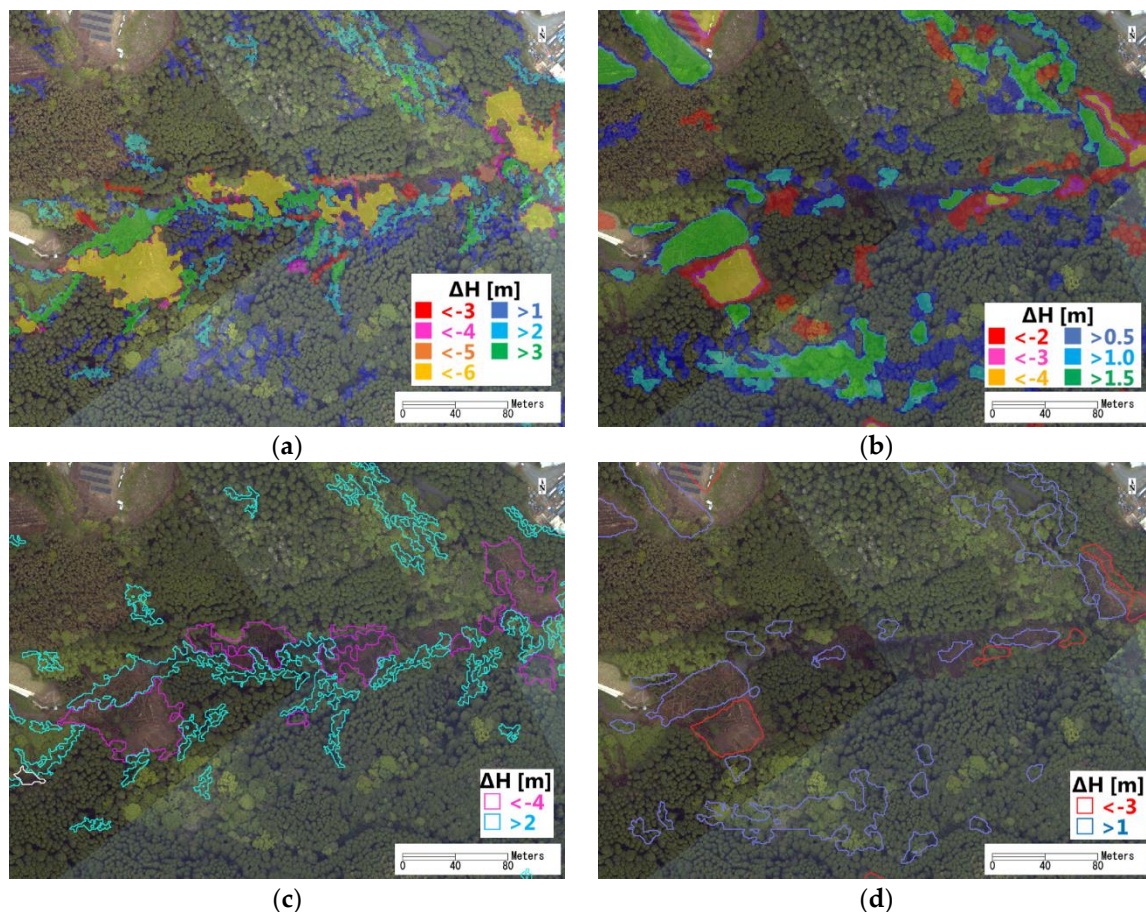 N
ΔH [m]
<-3 >1
<-4 >2
<-5 >3
<-6
Meters
0 40 80
(a)
N
ΔH [m]
<-2 >0.5
<-3 >1.0
<-4 >1.5
Meters
0 40 80
(b)
N
ΔH [m]
<-4
>2
Meters
0 40 80
(c)
N
ΔH [m]
<-3
>1
Meters
0 40 80
(d)